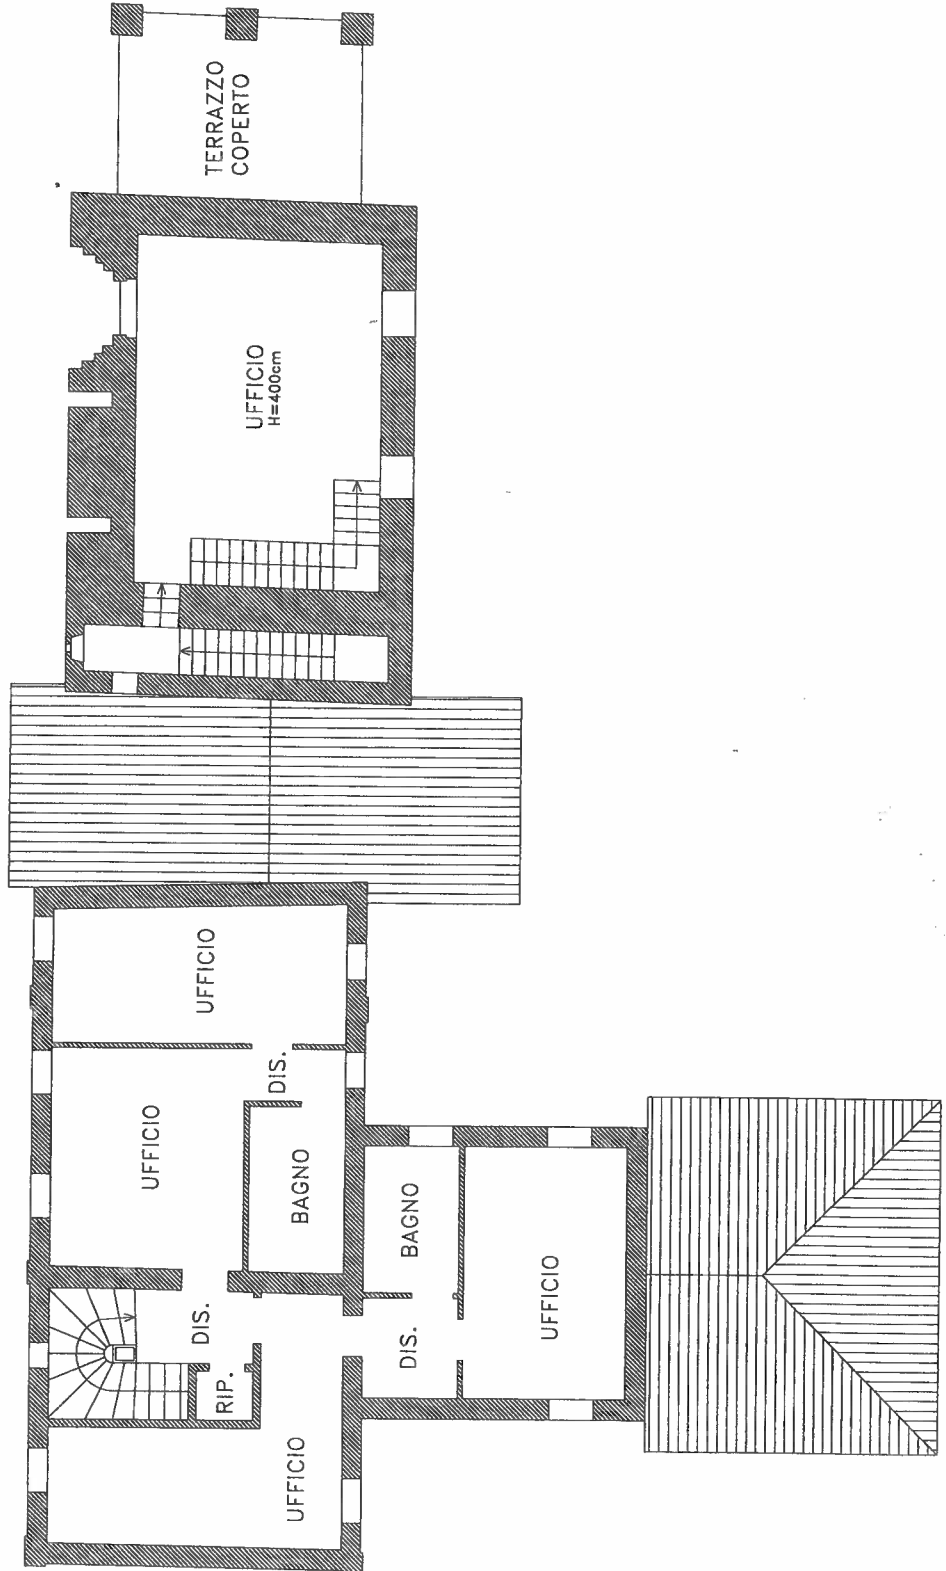 TERRAZZO
COPERTO
UFFICIO
H=400cm
UFFICIO
DIS.
UFFICIO
BAGNO
BAGNO
UFFICIO
DIS.
DIS.
RIP.
UFFICIO